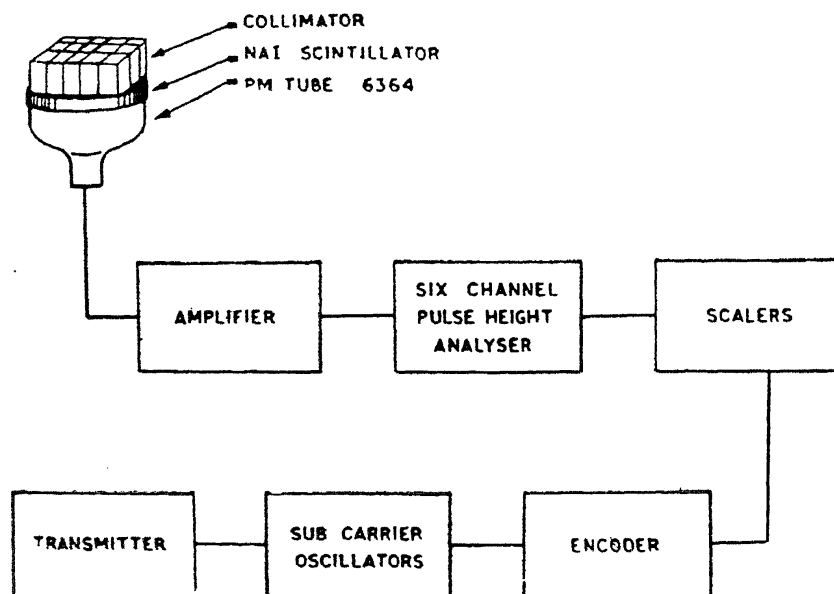 COLLIMATOR
NAI SCINTILLATOR
PM TUBE 6364
AMPLIFIER
SIX CHANNEL
PULSE HEIGHT
ANALYSER
SCALERS
TRANSMITTER
SUB CARRIER
OSCILLATORS
ENCODER